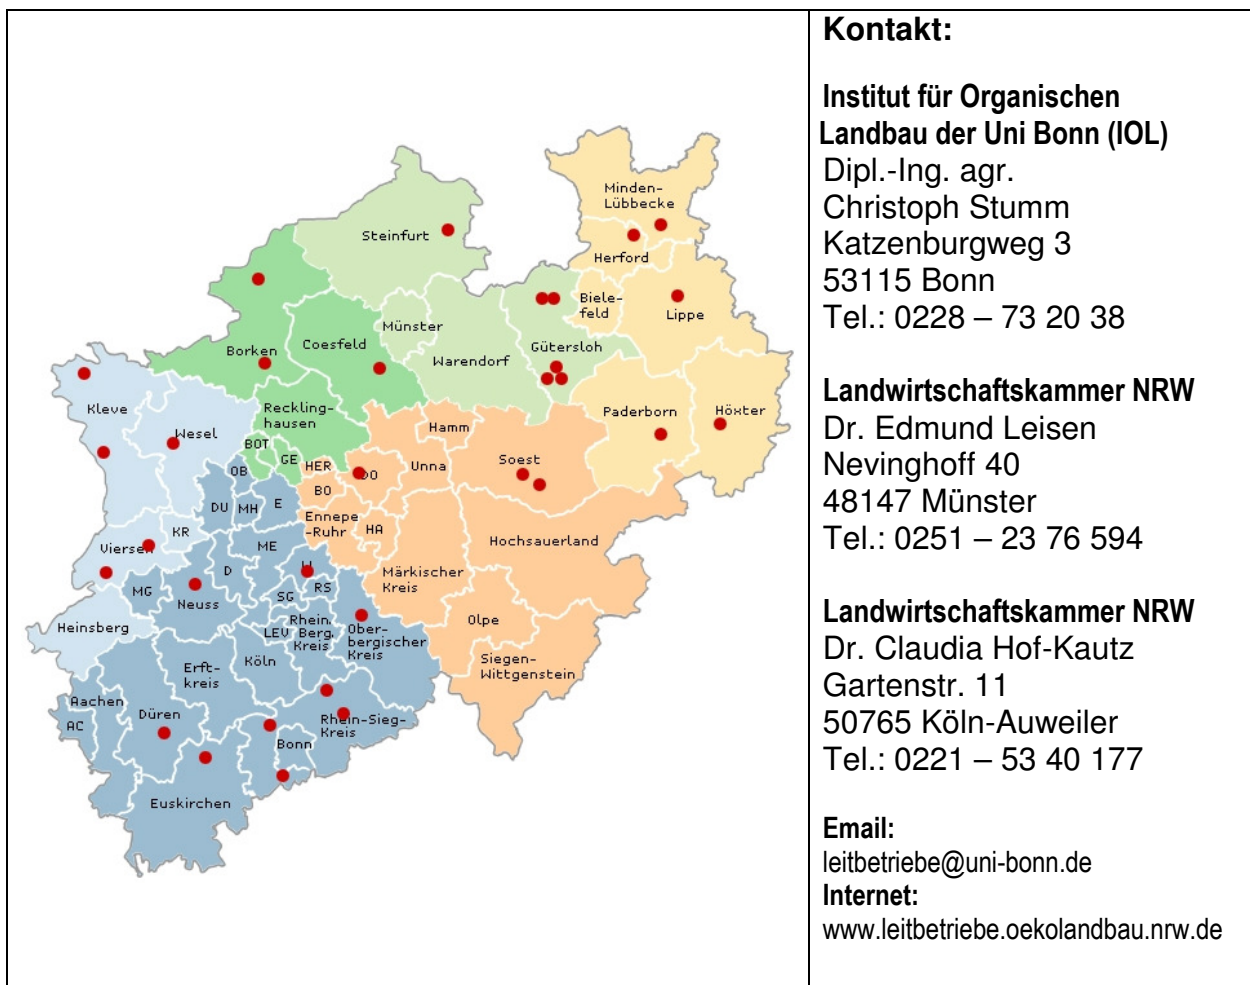 Minden-
Lübbecke
Steinfurt
Herford
Biele-
feld
Lippe
Münster
Borken
Coesfeld
Warendorf
Gütersloh
Kleve
Wesel
Reckling-
hausen
Paderborn
Höxter
BOT
GE
HER
Hamm
Unna
Soest
OB
BO
DO
DU
MH
E
Ennepe
-Ruhr
HA
KR
Viersen
ME
Hochsauerland
MG
Neuss
D
W
SG
RS
Märkischer
Kreis
Heinsberg
LEV
Rhein.
Berg.
Kreis
Ober-
bergischer
Kreis
Olpe
Erft-
kreis
Köln
Siegen-
Wittgenstein
Aachen
AC
Düren
Rhein-Sieg-
Kreis
Bonn
Euskirchen
Kontakt:
Institut für Organischen
Landbau der Uni Bonn (IOL)
Dipl.-Ing. agr.
Christoph Stumm
Katzenburgweg 3
53115 Bonn
Tel.: 0228 – 73 20 38
Landwirtschaftskammer NRW
Dr. Edmund Leisen
Nevinghoff 40
48147 Münster
Tel.: 0251 – 23 76 594
Landwirtschaftskammer NRW
Dr. Claudia Hof-Kautz
Gartenstr. 11
50765 Köln-Auweiler
Tel.: 0221 – 53 40 177
Email:
leitbetriebe@uni-bonn.de
Internet:
www.leitbetriebe.oekolandbau.nrw.de